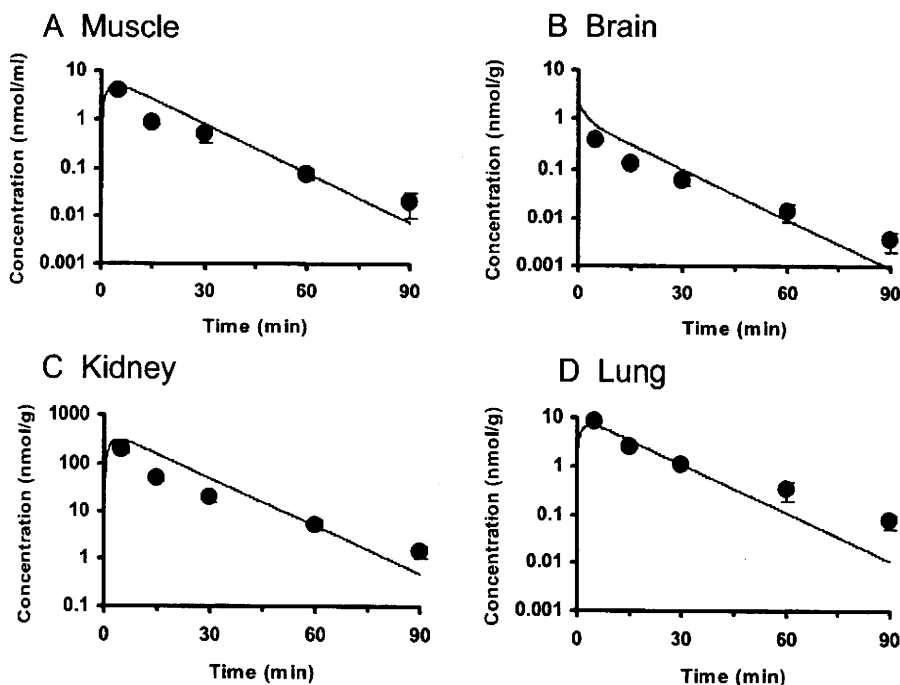 A Muscle
Concentration (nmol/ml)
10
1
0.1
0.01
0.001
0 30 60 90
Time (min)
B Brain
Concentration (nmol/g)
10
1
0.1
0.01
0.001
0 30 60 90
Time (min)
C Kidney
Concentration (nmol/g)
1000
100
10
1
0.1
0 30 60 90
Time (min)
D Lung
Concentration (nmol/g)
10
1
0.1
0.01
0.001
0 30 60 90
Time (min)